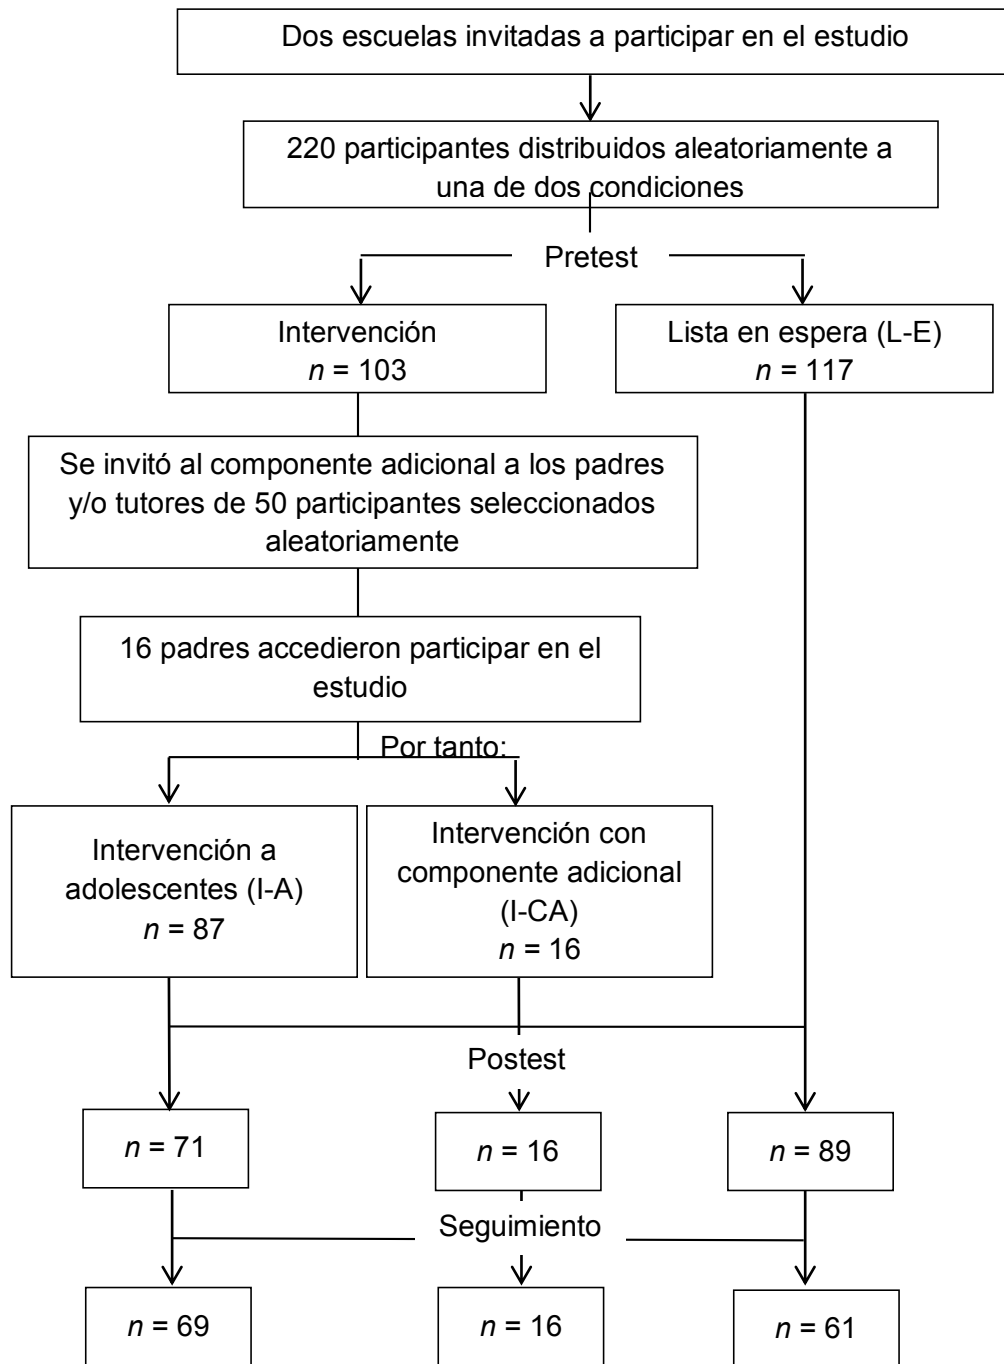 Dos escuelas invitadas a participar en el estudio
220 participantes distribuidos aleatoriamente a
una de dos condiciones
Pretest
Intervención
n = 103
Lista en espera (L-E)
n = 117
Se invitó al componente adicional a los padres
y/o tutores de 50 participantes seleccionados
aleatoriamente
16 padres accedieron participar en el
estudio
Por tanto:
Intervención a
adolescentes (I-A)
n = 87
Intervención con
componente adicional
(I-CA)
n = 16
Postest
n = 71
n = 16
n = 89
Seguimiento
n = 69
n = 16
n = 61